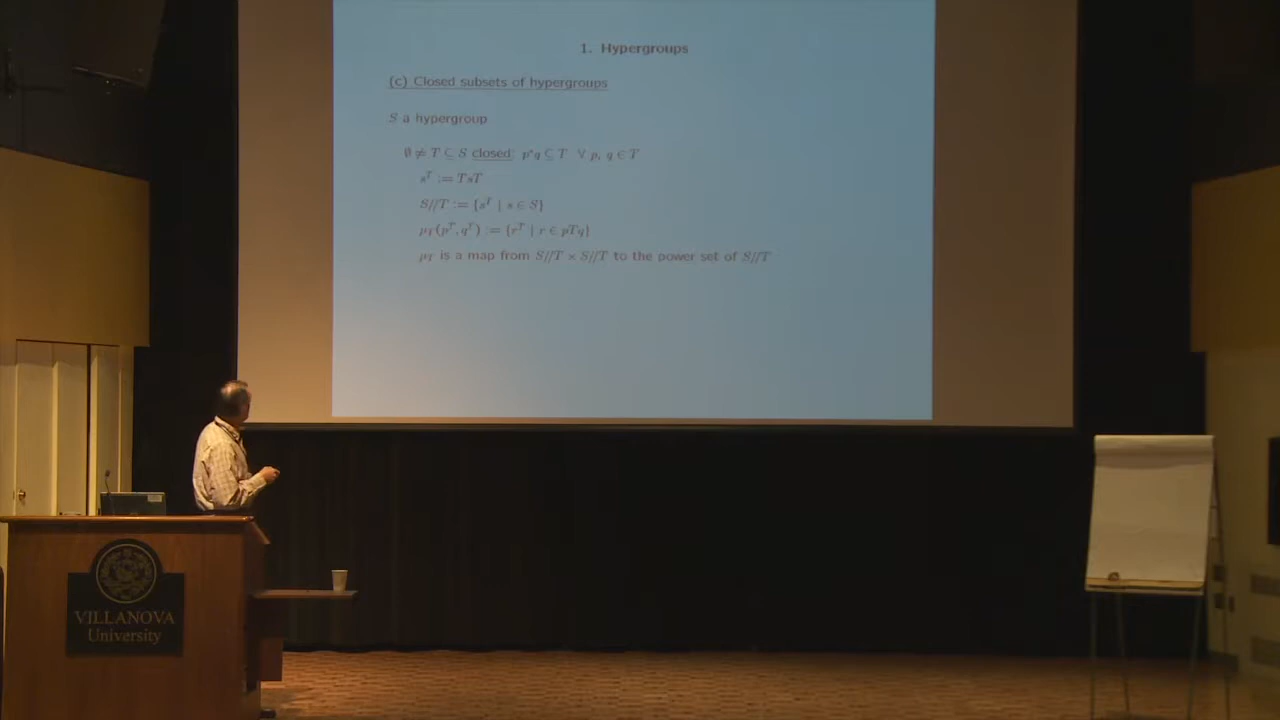 1. Hypergroups
(c) Closed subsets of hypergroups
S a hypergroup
∅ ≠ T ⊆ S closed: p*q ⊆ T ∀ p, q ∈ T
s^T := TsT
S//T := {s^T | s ∈ S}
μ_T(p^T, q^T) := {r^T | r ∈ pTq}
μ_T is a map from S//T × S//T to the power set of S//T
VILLANOVA
University